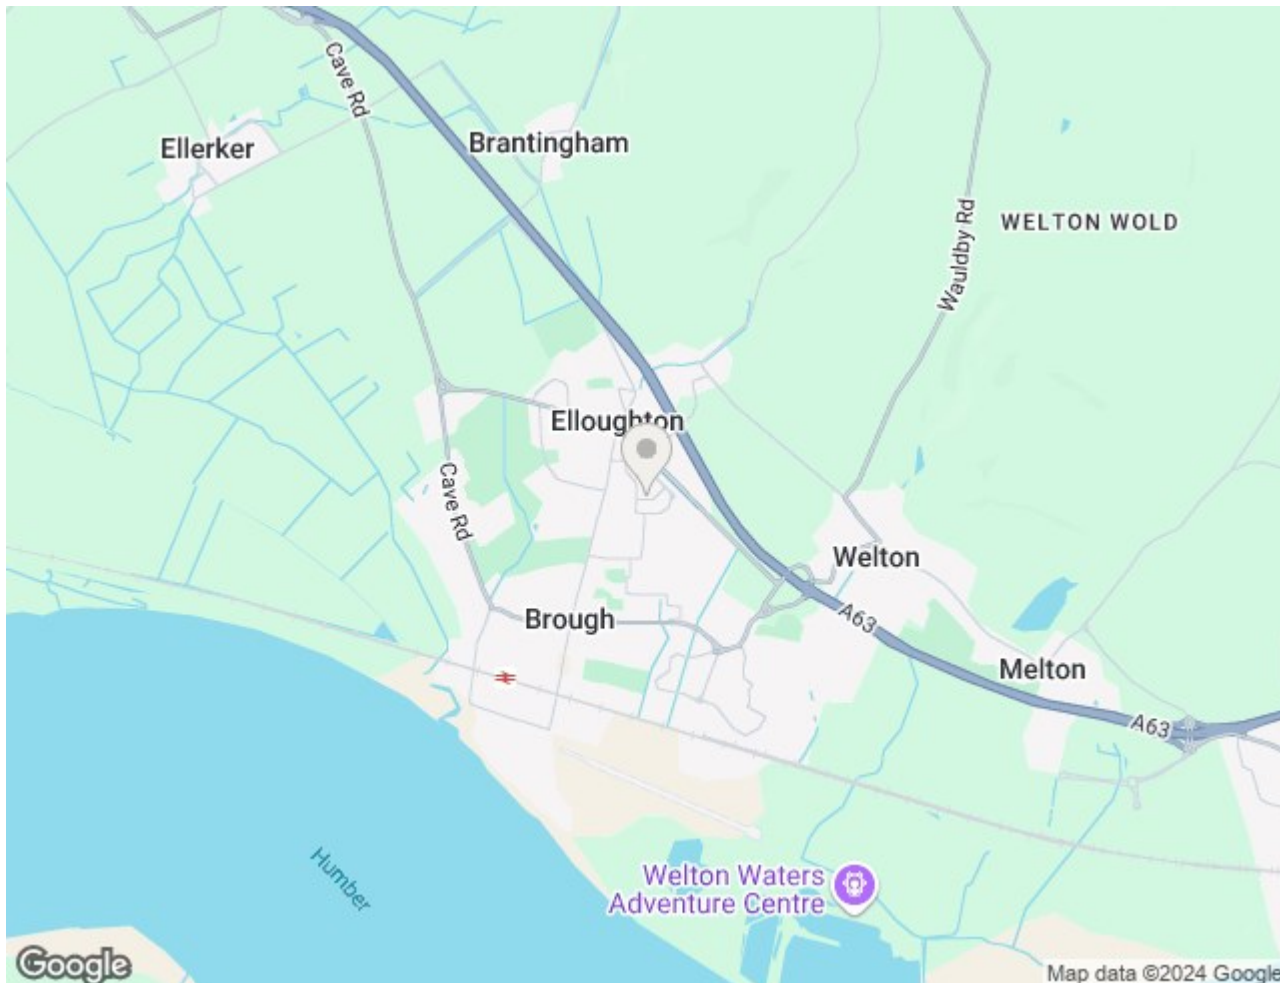 Cave Rd
Ellerker
Brantingham
WELTON WOLD
Wauldby Rd
Elloughton
Cave Rd
Welton
A63
Brough
Melton
A63
Humber
Welton Waters
Adventure Centre
Google
Map data ©2024 Google